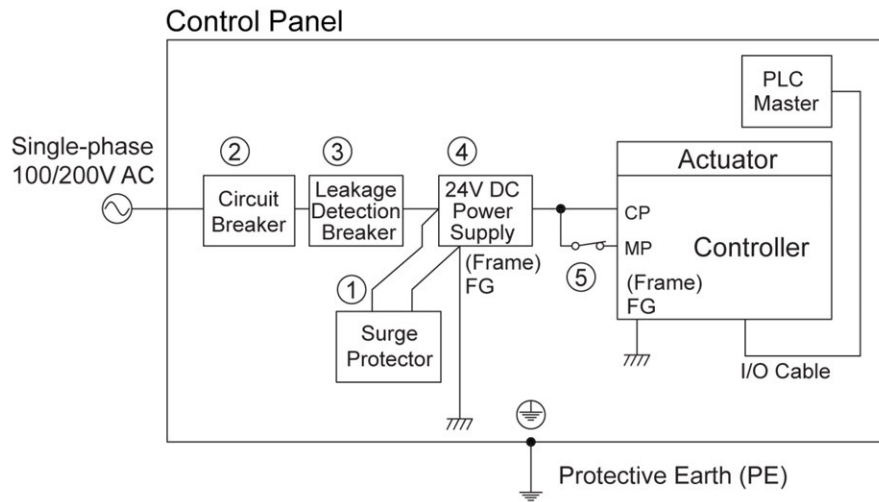 Control Panel
PLC
Master
Single-phase
100/200V AC
②
③
④
Circuit
Breaker
Leakage
Detection
Breaker
24V DC
Power
Supply
(Frame)
FG
①
Surge
Protector
⑤
Actuator
CP
MP
Controller
(Frame)
FG
I/O Cable
Protective Earth (PE)